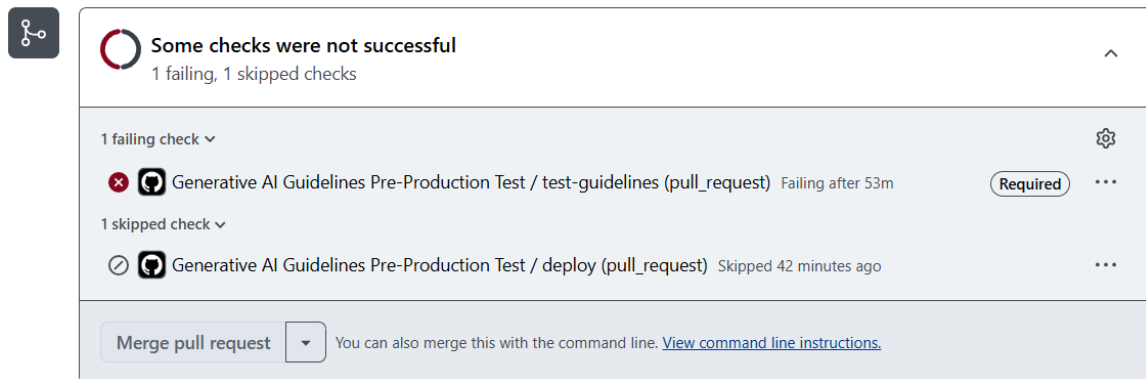 Some checks were not successful
1 failing, 1 skipped checks
1 failing check
Generative AI Guidelines Pre-Production Test / test-guidelines (pull_request) Failing after 53m Required
1 skipped check
Generative AI Guidelines Pre-Production Test / deploy (pull_request) Skipped 42 minutes ago
Merge pull request You can also merge this with the command line. View command line instructions.